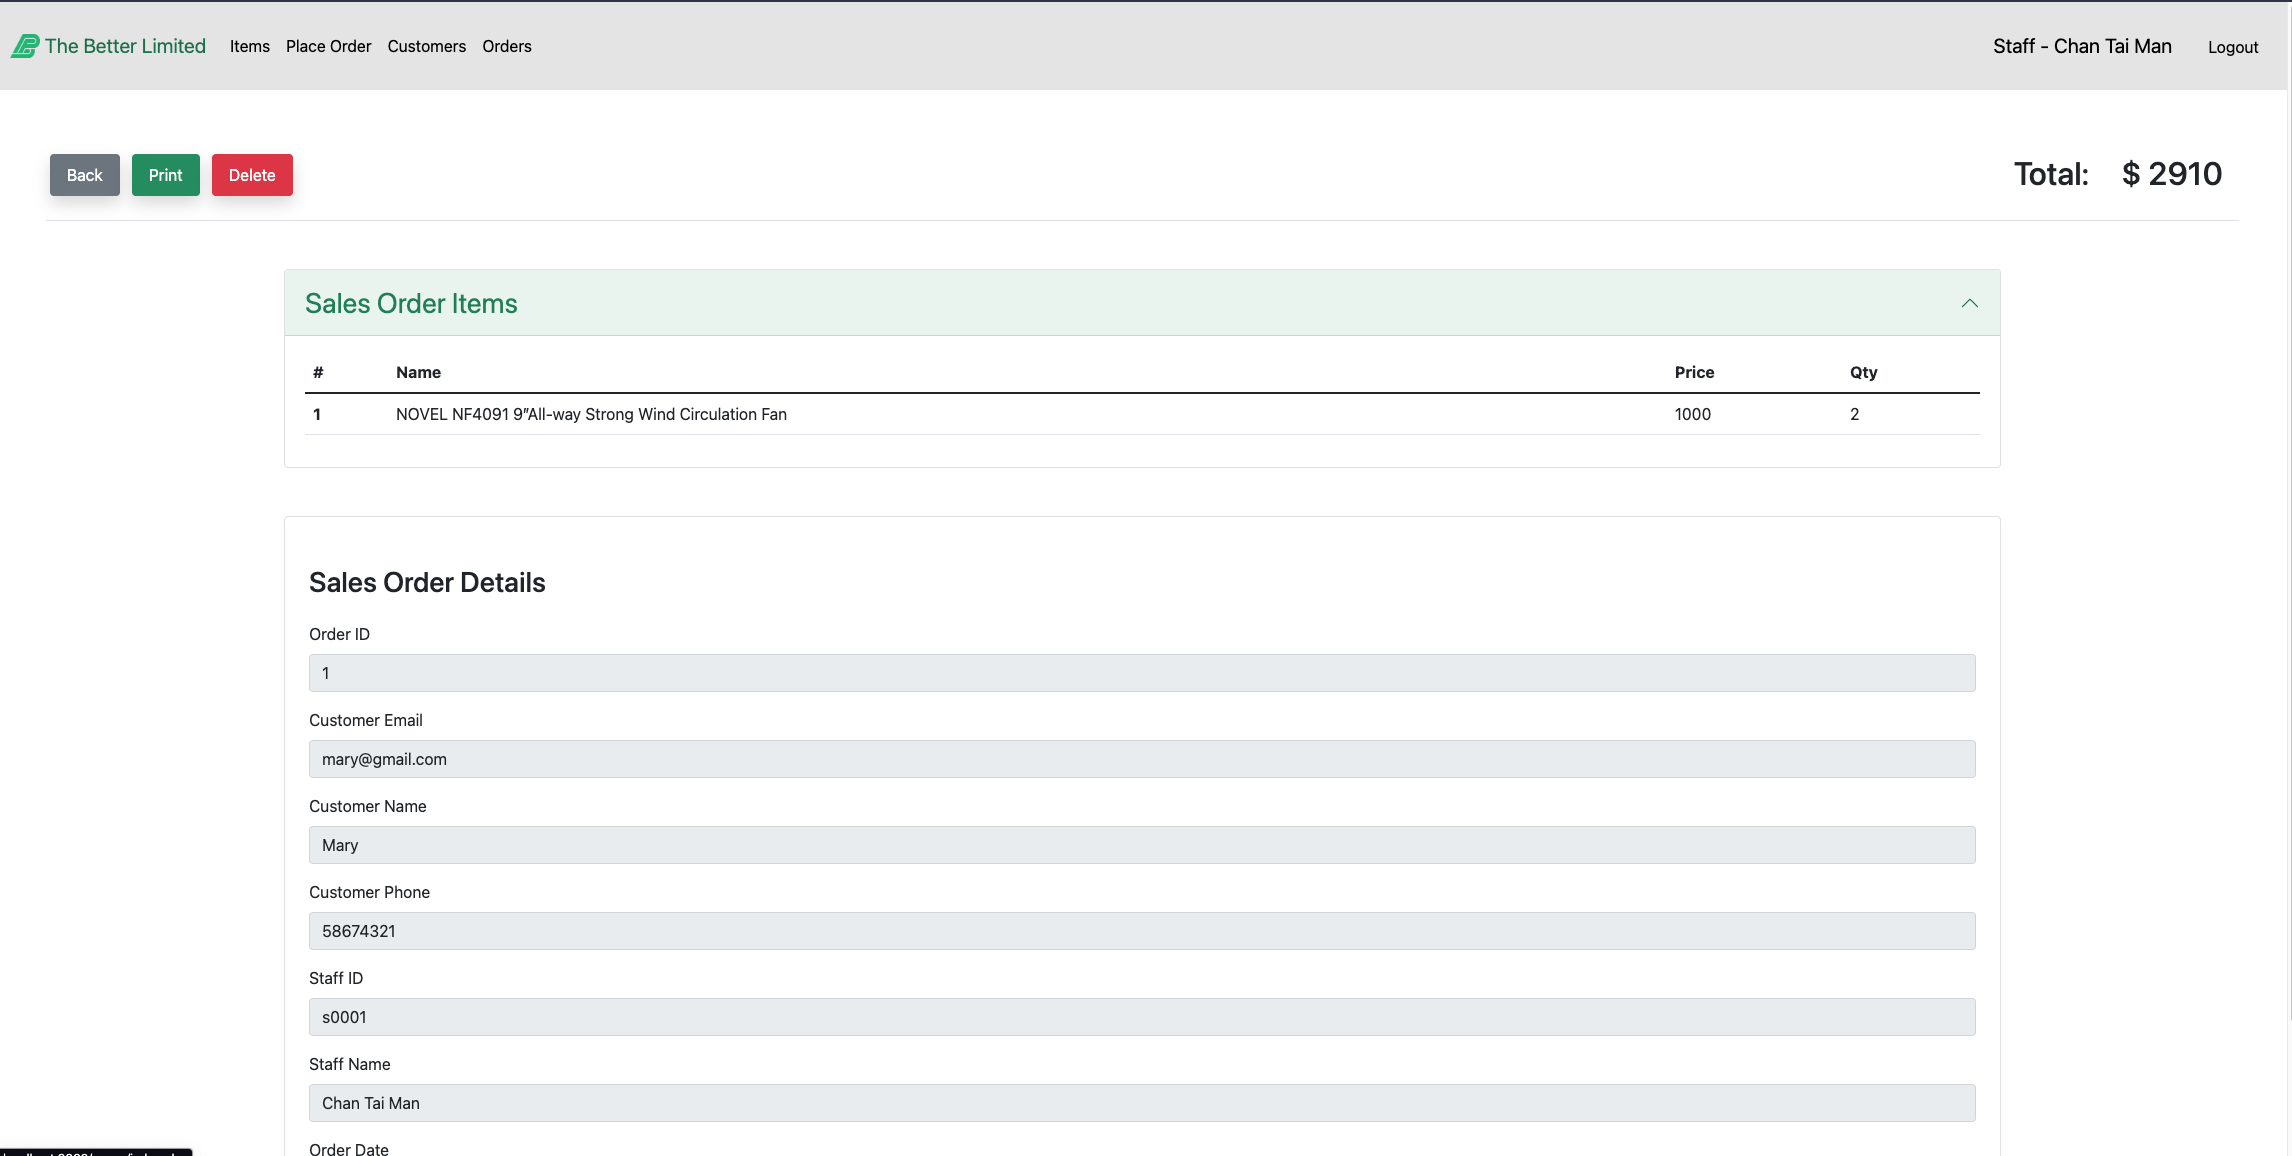 The Better Limited Items Place Order Customers Orders Staff - Chan Tai Man Logout
Back Print Delete Total: $ 2910
Sales Order Items
# Name Price Qty
1 NOVEL NF4091 9”All-way Strong Wind Circulation Fan 1000 2
Sales Order Details
Order ID
1
Customer Email
mary@gmail.com
Customer Name
Mary
Customer Phone
58674321
Staff ID
s0001
Staff Name
Chan Tai Man
Order Date